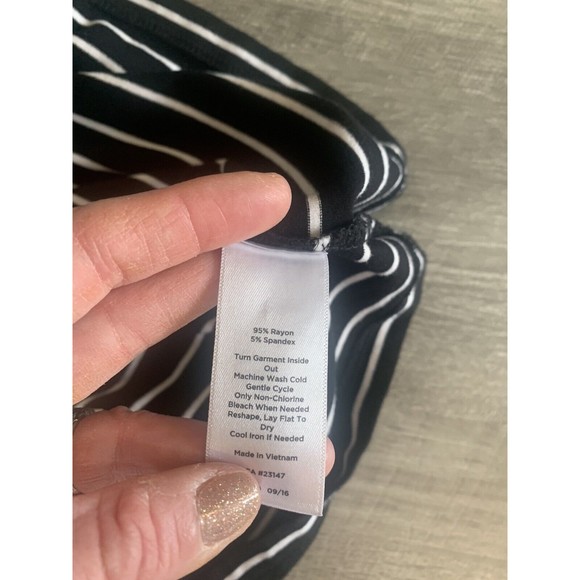 95% Rayon
5% Spandex
Turn Garment Inside
Out
Machine Wash Cold
Gentle Cycle
Only Non-Chlorine
Bleach When Needed
Reshape, Lay Flat To
Dry
Cool Iron If Needed
Made In Vietnam
#23147
09/16